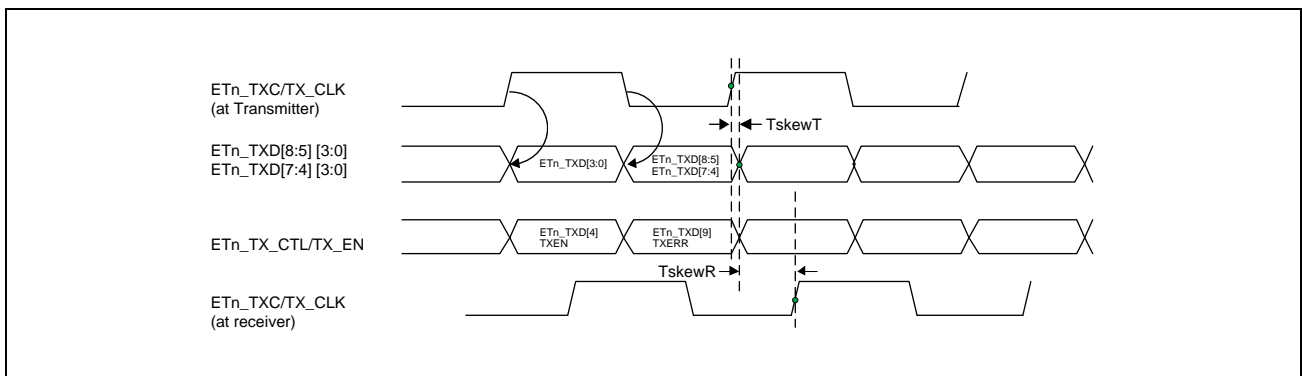 ETn_TXC/TX_CLK
(at Transmitter)
TskewT
ETn_TXD[8:5] [3:0]
ETn_TXD[7:4] [3:0]
ETn_TXD[3:0]
ETn_TXD[8:5]
ETn_TXD[7:4]
ETn_TX_CTL/TX_EN
ETn_TXD[4]
TXEN
ETn_TXD[9]
TXERR
TskewR
ETn_TXC/TX_CLK
(at receiver)